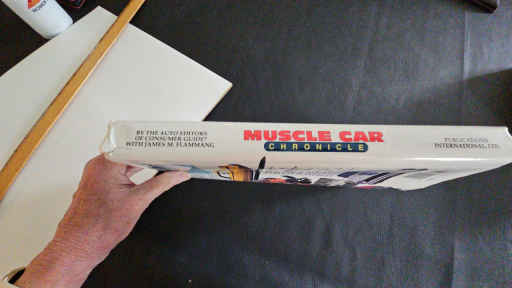 BY THE AUTO EDITORS
OF CONSUMER GUIDE®
WITH JAMES M. FLAMMANG
MUSCLE CAR
CHRONICLE
PUBLICATIONS
INTERNATIONAL, LTD.